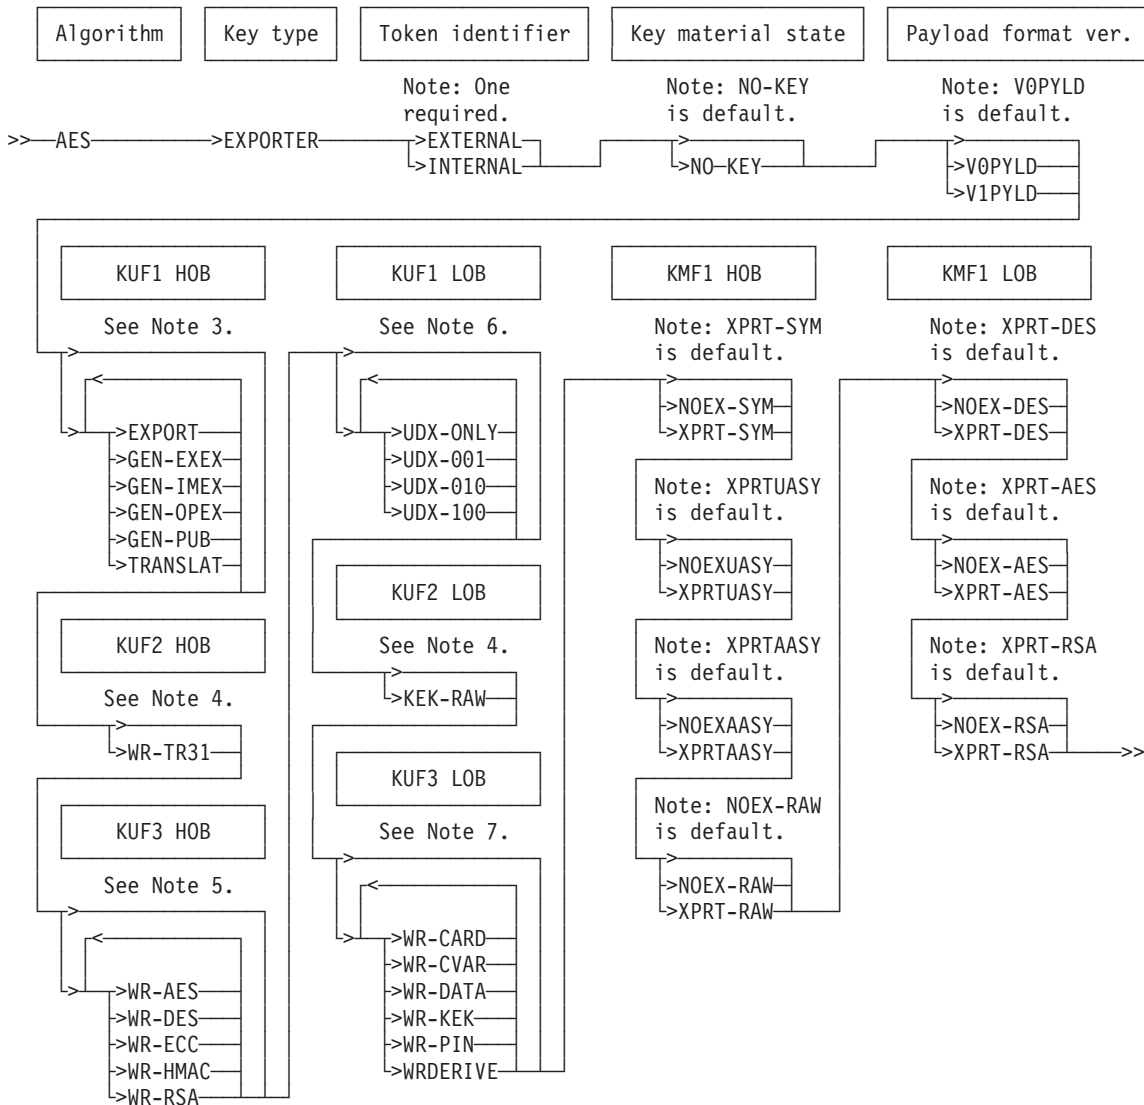 Algorithm
Key type
Token identifier
Key material state
Payload format ver.
Note: One
required.
Note: NO-KEY
is default.
Note: V0PYLD
is default.
>>—AES—>EXPORTER—>EXTERNAL
>INTERNAL
>
>NO-KEY
>
>V0PYLD
>V1PYLD
KUF1 HOB
See Note 3.
>
<
>
>EXPORT
>GEN-EXEX
>GEN-IMEX
>GEN-OPEX
>GEN-PUB
>TRANSLAT
KUF2 HOB
See Note 4.
>
>WR-TR31
KUF3 HOB
See Note 5.
>
<
>
>WR-AES
>WR-DES
>WR-ECC
>WR-HMAC
>WR-RSA
KUF1 LOB
See Note 6.
>
<
>
>UDX-ONLY
>UDX-001
>UDX-010
>UDX-100
KUF2 LOB
See Note 4.
>
>KEK-RAW
KUF3 LOB
See Note 7.
>
<
>
>WR-CARD
>WR-CVAR
>WR-DATA
>WR-KEK
>WR-PIN
>WRDERIVE
KMF1 HOB
Note: XPRT-SYM
is default.
>
>NOEX-SYM
>XPRT-SYM
Note: XPRTUASY
is default.
>
>NOEXUASY
>XPRTUASY
Note: XPRTAASY
is default.
>
>NOEXAASY
>XPRTAASY
Note: NOEX-RAW
is default.
>
>NOEX-RAW
>XPRT-RAW
KMF1 LOB
Note: XPRT-DES
is default.
>
>NOEX-DES
>XPRT-DES
Note: XPRT-AES
is default.
>
>NOEX-AES
>XPRT-AES
Note: XPRT-RSA
is default.
>
>NOEX-RSA
>XPRT-RSA—>>